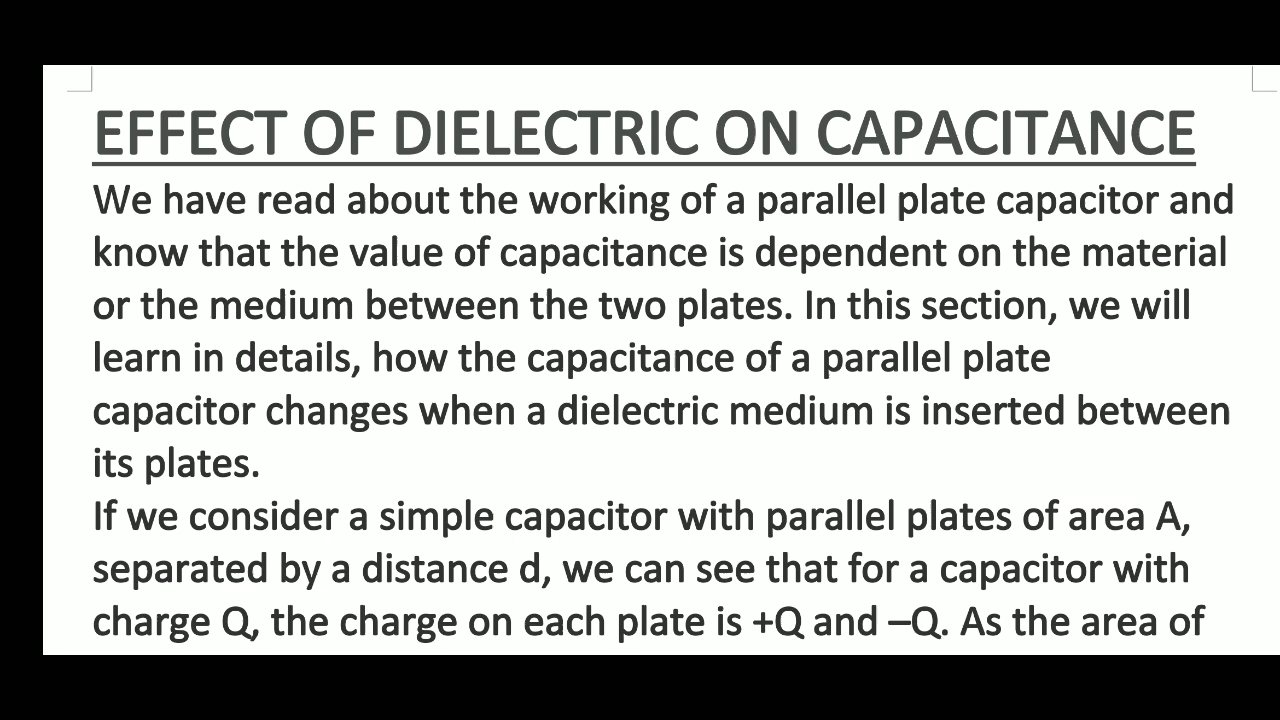 EFFECT OF DIELECTRIC ON CAPACITANCE
We have read about the working of a parallel plate capacitor and
know that the value of capacitance is dependent on the material
or the medium between the two plates. In this section, we will
learn in details, how the capacitance of a parallel plate
capacitor changes when a dielectric medium is inserted between
its plates.
If we consider a simple capacitor with parallel plates of area A,
separated by a distance d, we can see that for a capacitor with
charge Q, the charge on each plate is +Q and –Q. As the area of